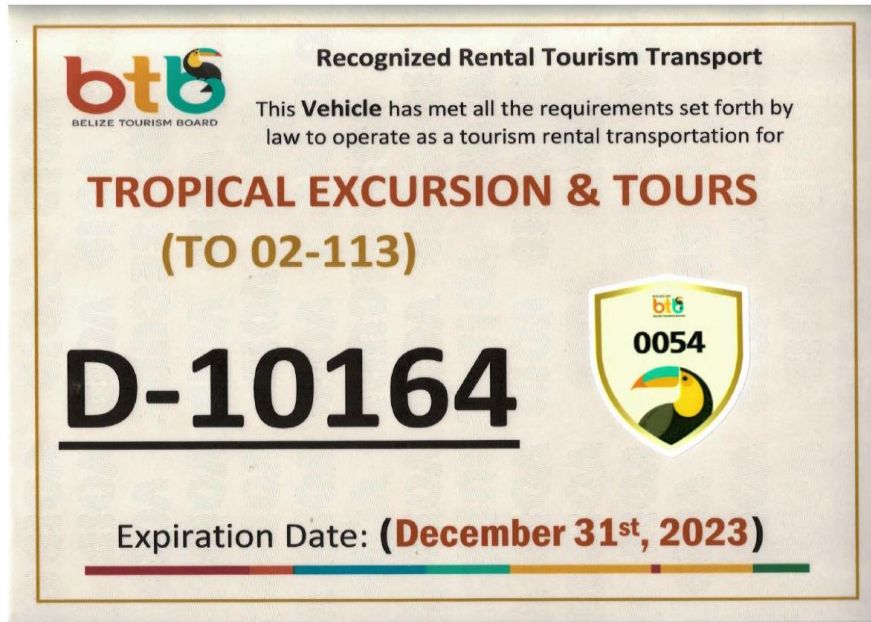 btb
BELIZE TOURISM BOARD
Recognized Rental Tourism Transport
This Vehicle has met all the requirements set forth by
law to operate as a tourism rental transportation for
TROPICAL EXCURSION & TOURS
(TO 02-113)
D-10164
btb
0054
Expiration Date: (December 31st, 2023)